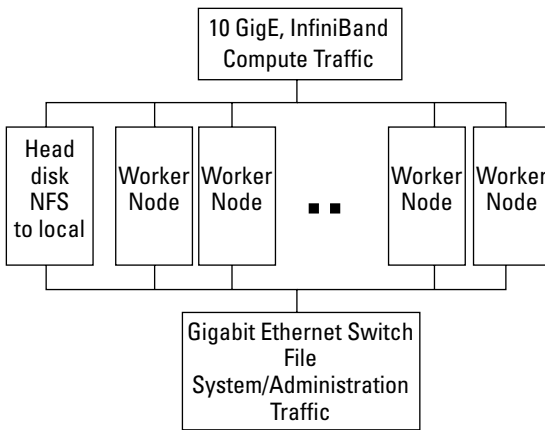 10 GigE, InfiniBand
Compute Traffic
Head
disk
NFS
to local
Worker
Node
Worker
Node
Worker
Node
Worker
Node
Gigabit Ethernet Switch
File
System/Administration
Traffic